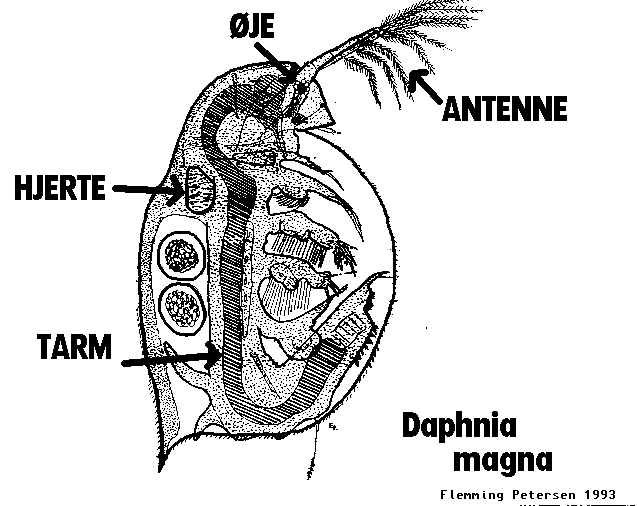 ØJE
ANTENNE
HJERTE
TARM
Daphnia
magna
Flemming Petersen 1993